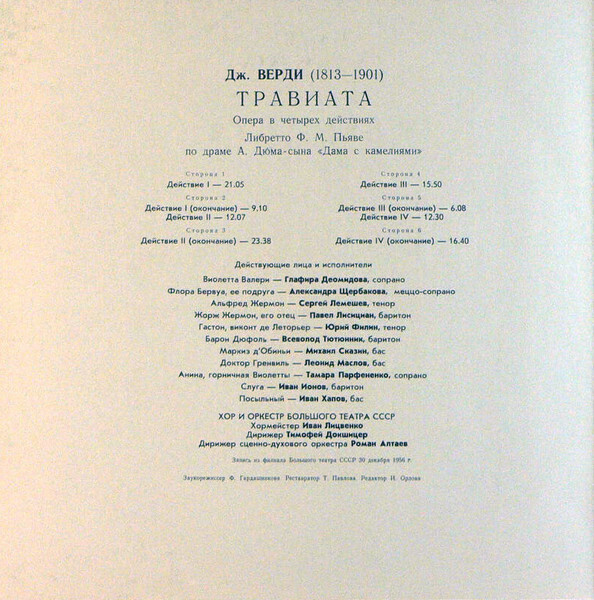 Дж. ВЕРДИ (1813—1901)
ТРАВИАТА
Опера в четырех действиях
Либретто Ф. М. Пьяве
по драме А. Дюма-сына «Дама с камелиями»
Сторона 1
Действие I — 21.05
Сторона 2
Действие I (окончание) — 9.10
Действие II — 12.07
Сторона 3
Действие II (окончание) — 23.38
Сторона 4
Действие III — 15.50
Сторона 5
Действие III (окончание) — 6.08
Действие IV — 12.30
Сторона 6
Действие IV (окончание) — 16.40
Действующие лица и исполнители
Виолетта Валери — Глафира Деомидова, сопрано
Флора Бервуа, ее подруга — Александра Щербакова, меццо-сопрано
Альфред Жермон — Сергей Лемешев, тенор
Жорж Жермон, его отец — Павел Лисициан, баритон
Гастон, виконт де Леторьер — Юрий Филин, тенор
Барон Дюфоль — Всеволод Тютюнник, баритон
Маркиз д'Обиньи — Михаил Сказин, бас
Доктор Гренвиль — Леонид Маслов, бас
Анина, горничная Виолетты — Тамара Парфененко, сопрано
Слуга — Иван Ионов, баритон
Посыльный — Иван Хапов, бас
ХОР И ОРКЕСТР БОЛЬШОГО ТЕАТРА СССР
Хормейстер Иван Лицвенко
Дирижер Тимофей Докшицер
Дирижер сценно-духового оркестра Роман Алтаев
Запись из филиала Большого театра СССР 30 декабря 1956 г.
Звукорежиссер Ф. Гардашникова Реставратор Т. Павлова Редактор И. Орлова